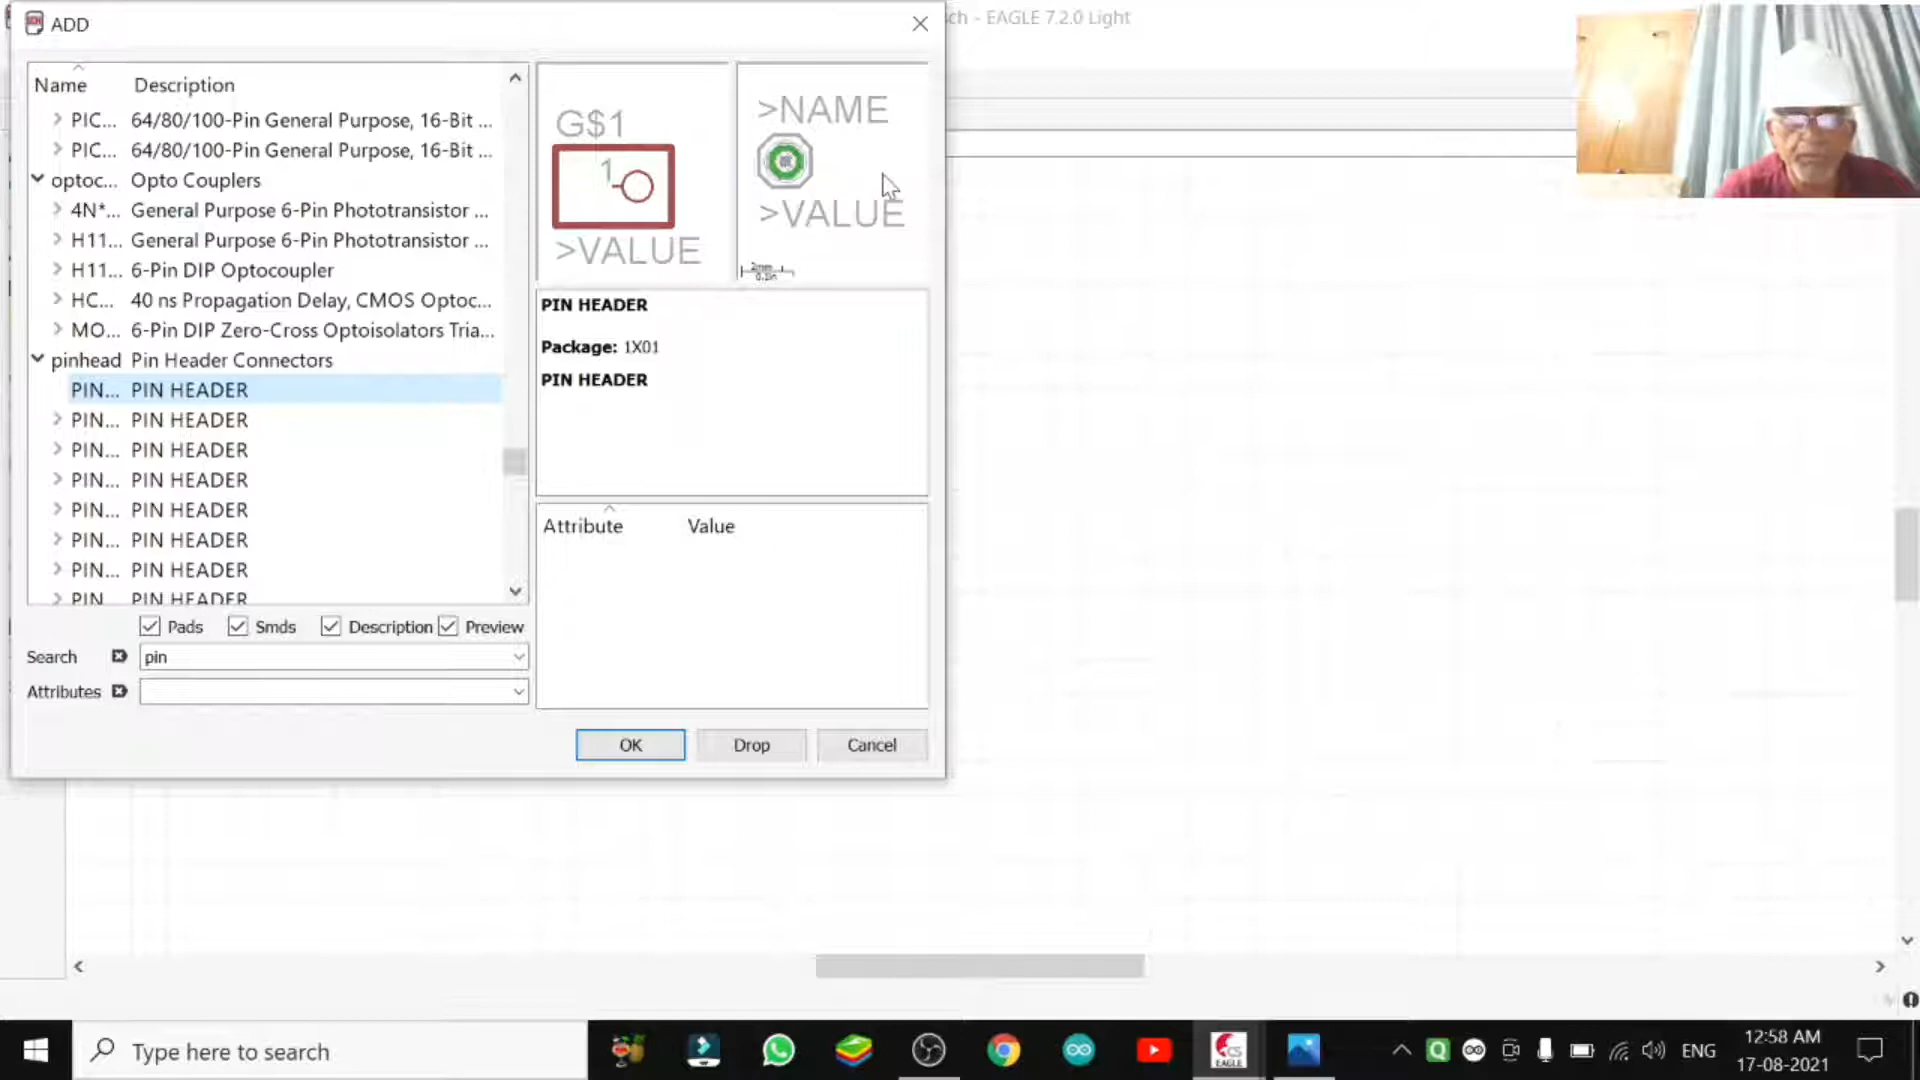 ADD
ch - EAGLE 7.2.0 Light
Name Description
PIC... 64/80/100-Pin General Purpose, 16-Bit ...
PIC... 64/80/100-Pin General Purpose, 16-Bit ...
optoc... Opto Couplers
4N*... General Purpose 6-Pin Phototransistor ...
H11... General Purpose 6-Pin Phototransistor ...
H11... 6-Pin DIP Optocoupler
HC... 40 ns Propagation Delay, CMOS Optoc...
MO... 6-Pin DIP Zero-Cross Optoisolators Tria...
pinhead Pin Header Connectors
PIN... PIN HEADER
PIN... PIN HEADER
PIN... PIN HEADER
PIN... PIN HEADER
PIN... PIN HEADER
PIN... PIN HEADER
PIN... PIN HEADER
PIN PIN HEADER
Pads Smds Description Preview
Search pin
Attributes
G$1
1
>VALUE
>NAME
>VALUE
2mm
0.1in
PIN HEADER
Package: 1X01
PIN HEADER
Attribute Value
OK Drop Cancel
Type here to search
CS
EAGLE
ENG
12:58 AM
17-08-2021